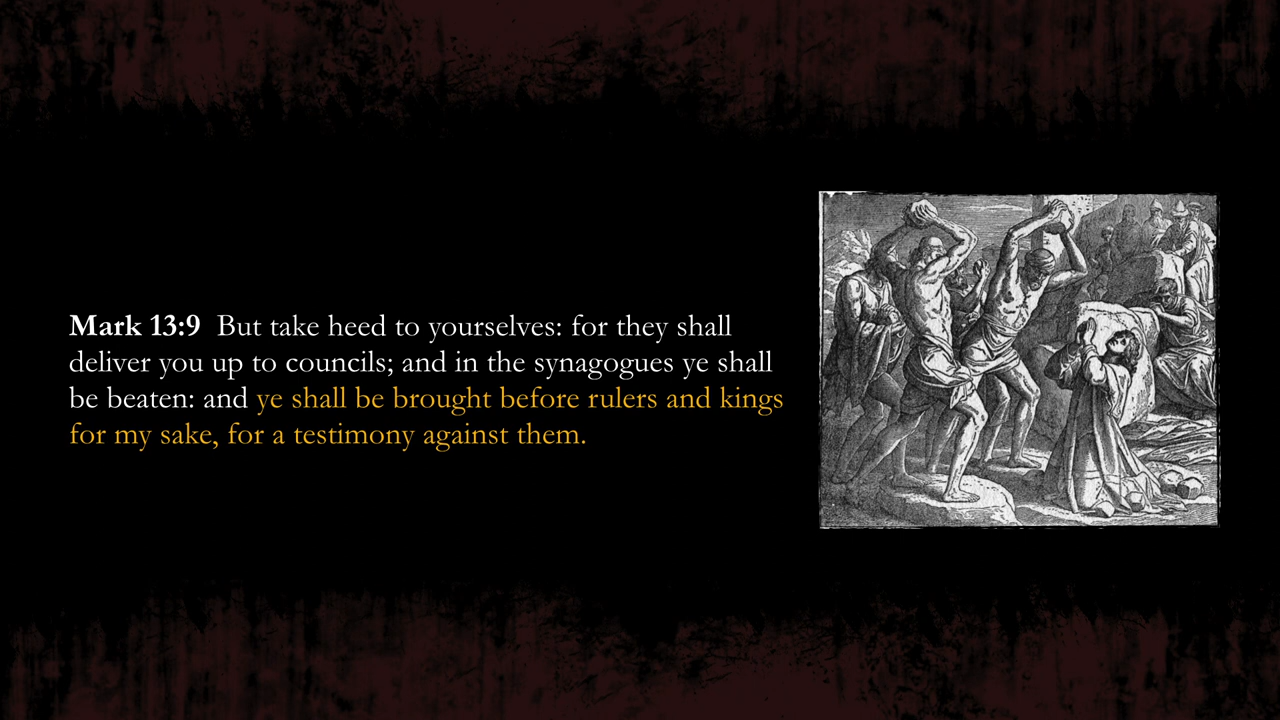 Mark 13:9  But take heed to yourselves: for they shall
deliver you up to councils; and in the synagogues ye shall
be beaten: and ye shall be brought before rulers and kings
for my sake, for a testimony against them.